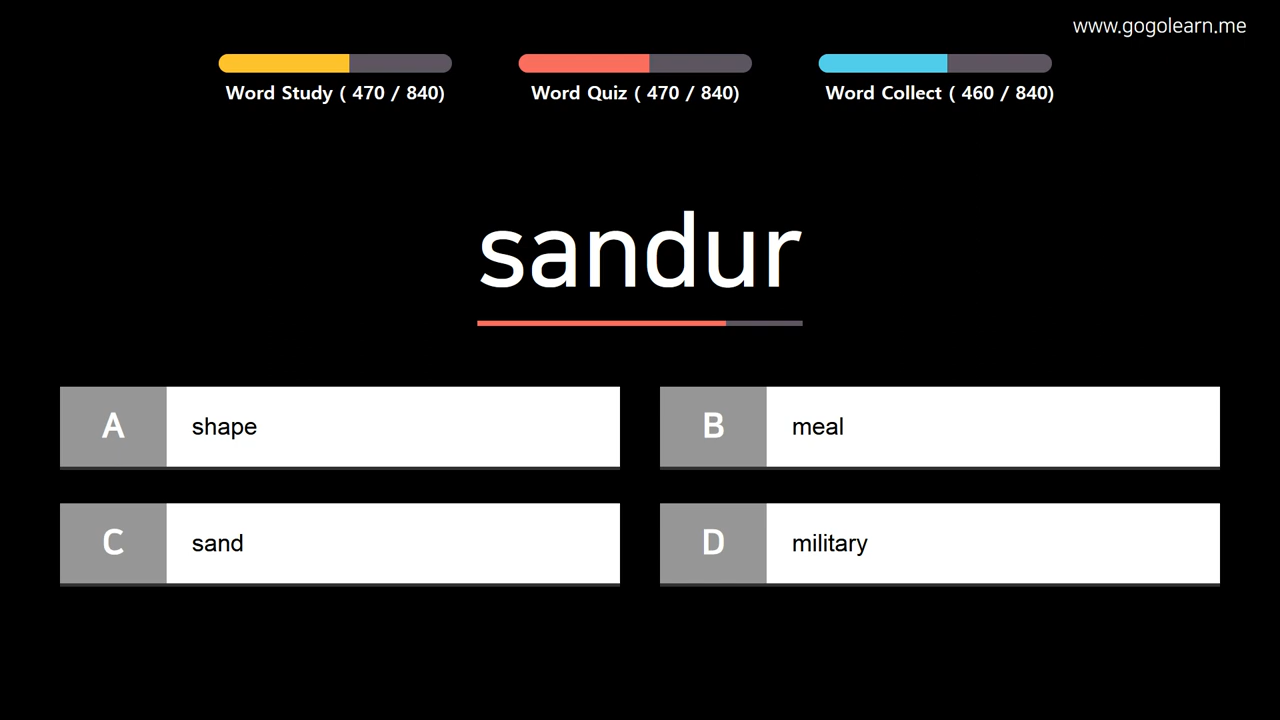 www.gogolearn.me
Word Study ( 470 / 840)
Word Quiz ( 470 / 840)
Word Collect ( 460 / 840)
sandur
A shape
B meal
C sand
D military